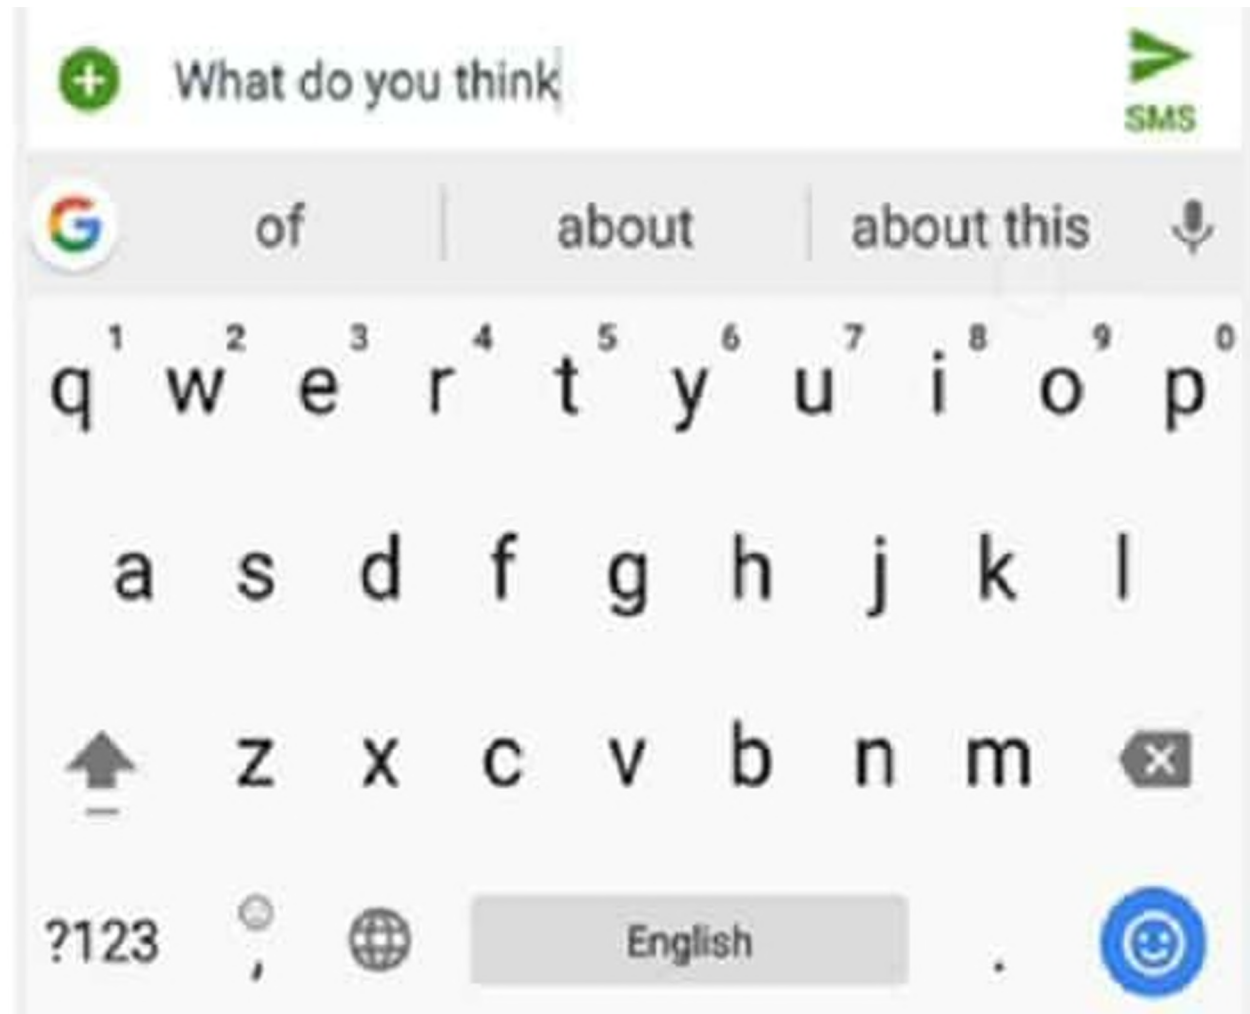 What do you think
SMS
G of about about this
1 2 3 4 5 6 7 8 9 0
q w e r t y u i o p
a s d f g h j k l
z x c v b n m
?123 , English .